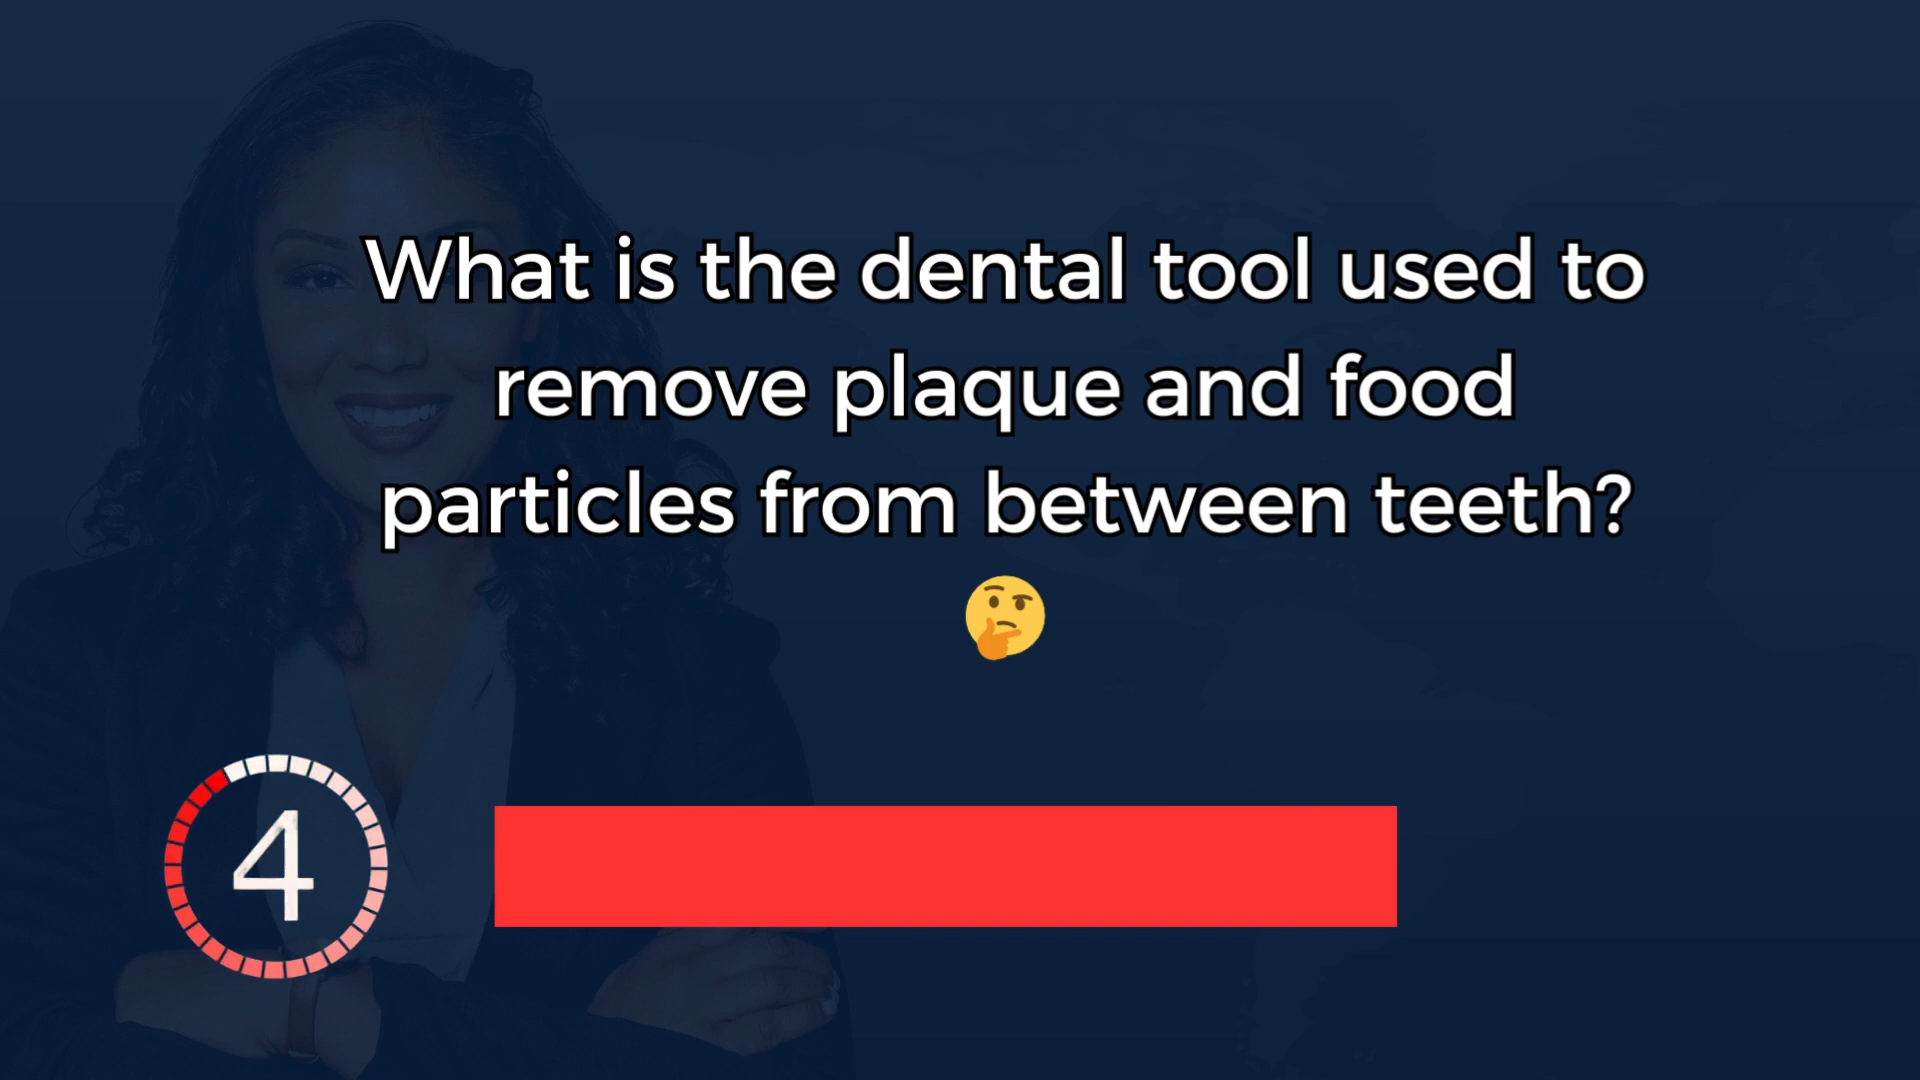 What is the dental tool used to
remove plaque and food
particles from between teeth?
🤔
4